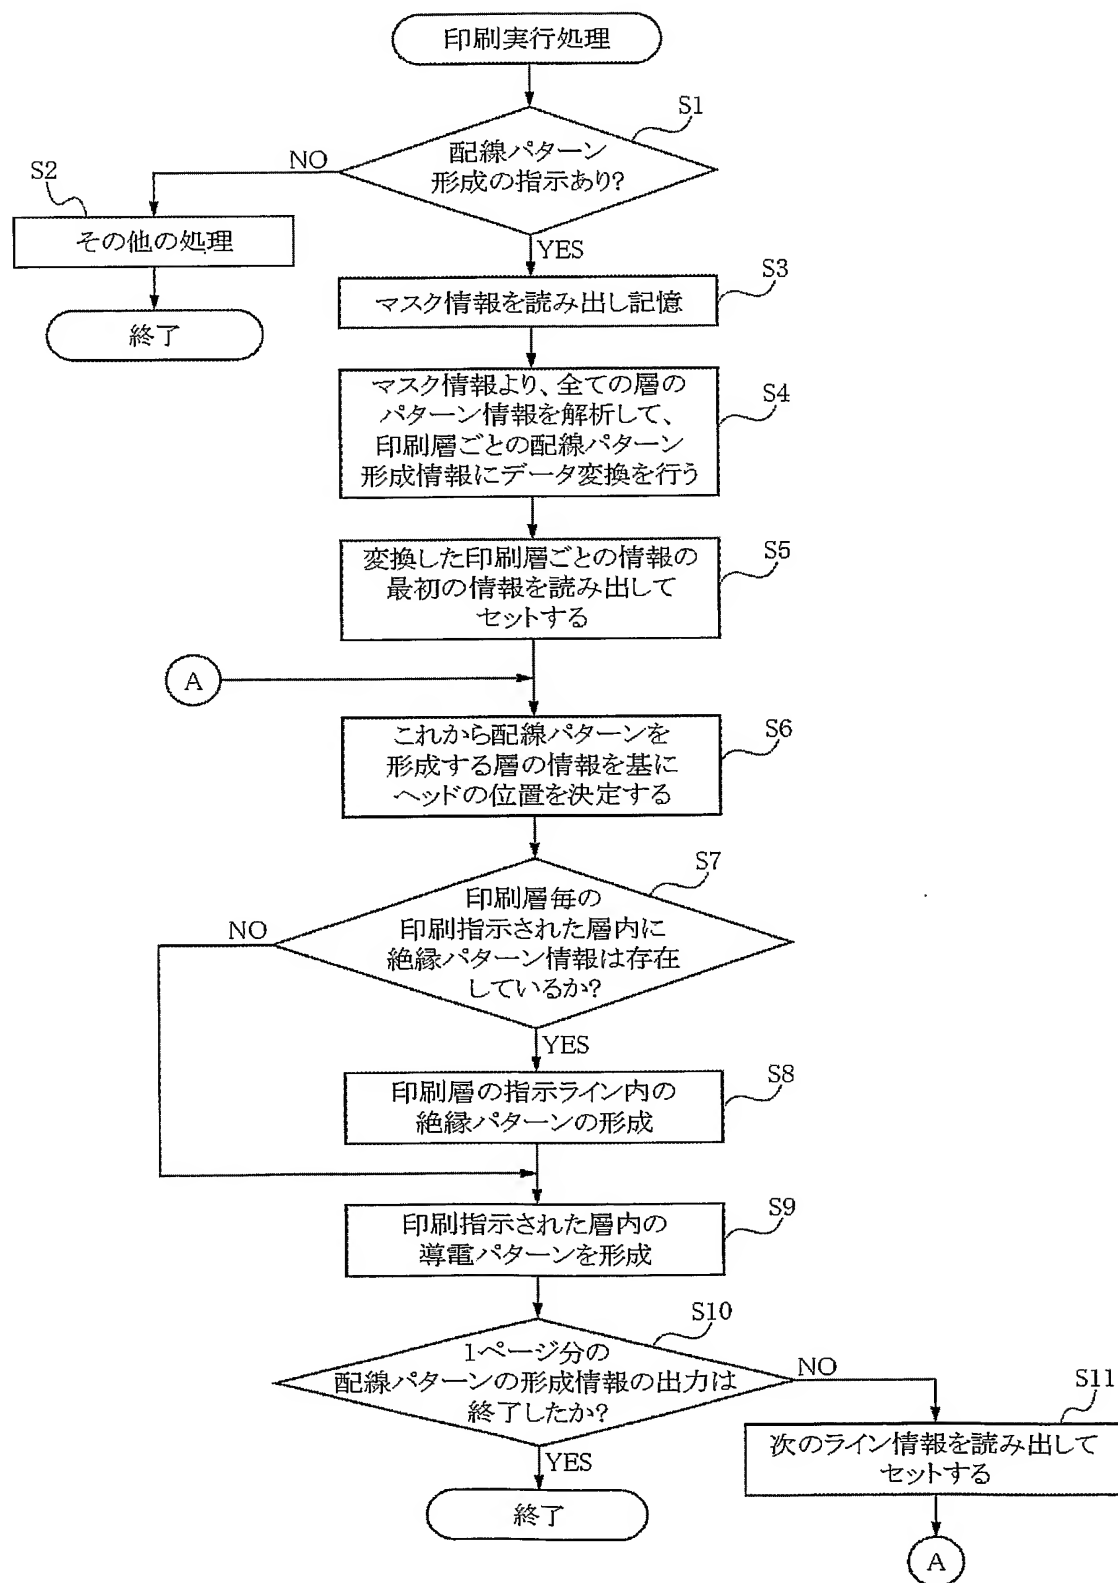 印刷実行処理
S1
配線パターン
形成の指示あり?
NO
S2
その他の処理
終了
YES
S3
マスク情報を読み出し記憶
S4
マスク情報より、全ての層の
パターン情報を解析して、
印刷層ごとの配線パターン
形成情報にデータ変換を行う
S5
変換した印刷層ごとの情報の
最初の情報を読み出して
セットする
A
S6
これから配線パターンを
形成する層の情報を基に
ヘッドの位置を決定する
S7
印刷層毎の
印刷指示された層内に
絶縁パターン情報は存在
しているか?
NO
YES
S8
印刷層の指示ライン内の
絶縁パターンの形成
S9
印刷指示された層内の
導電パターンを形成
S10
1ページ分の
配線パターンの形成情報の出力は
終了したか?
NO
S11
次のライン情報を読み出して
セットする
YES
終了
A